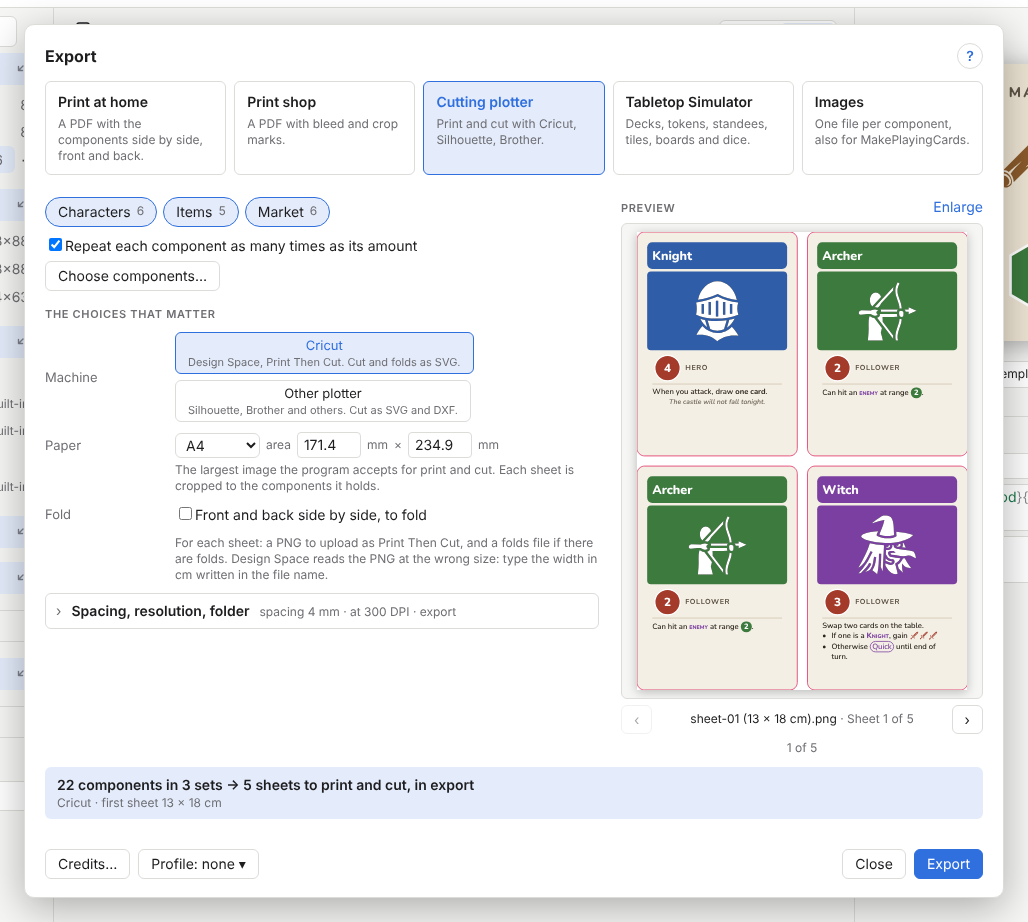 Export
?
Print at home
A PDF with the
components side by side,
front and back.
Print shop
A PDF with bleed and crop
marks.
Cutting plotter
Print and cut with Cricut,
Silhouette, Brother.
Tabletop Simulator
Decks, tokens, standees,
tiles, boards and dice.
Images
One file per component,
also for MakePlayingCards.
Characters 6
Items 5
Market 6
Repeat each component as many times as its amount
Choose components...
THE CHOICES THAT MATTER
Machine
Cricut
Design Space, Print Then Cut. Cut and folds as SVG.
Other plotter
Silhouette, Brother and others. Cut as SVG and DXF.
Paper
A4 area 171.4 mm × 234.9 mm
The largest image the program accepts for print and cut. Each sheet is
cropped to the components it holds.
Fold
Front and back side by side, to fold
For each sheet: a PNG to upload as Print Then Cut, and a folds file if there
are folds. Design Space reads the PNG at the wrong size: type the width in
cm written in the file name.
› Spacing, resolution, folder spacing 4 mm · at 300 DPI · export
PREVIEW
Enlarge
Knight
4 HERO
When you attack, draw one card.
The castle will not fall tonight.
Archer
2 FOLLOWER
Can hit an ENEMY at range 2.
Archer
2 FOLLOWER
Can hit an ENEMY at range 2.
Witch
3 FOLLOWER
Swap two cards on the table.
• If one is a KNIGHT, gain
• Otherwise Quick until end of
turn.
‹
sheet-01 (13 × 18 cm).png · Sheet 1 of 5
›
1 of 5
22 components in 3 sets → 5 sheets to print and cut, in export
Cricut · first sheet 13 × 18 cm
Credits...
Profile: none ▾
Close
Export